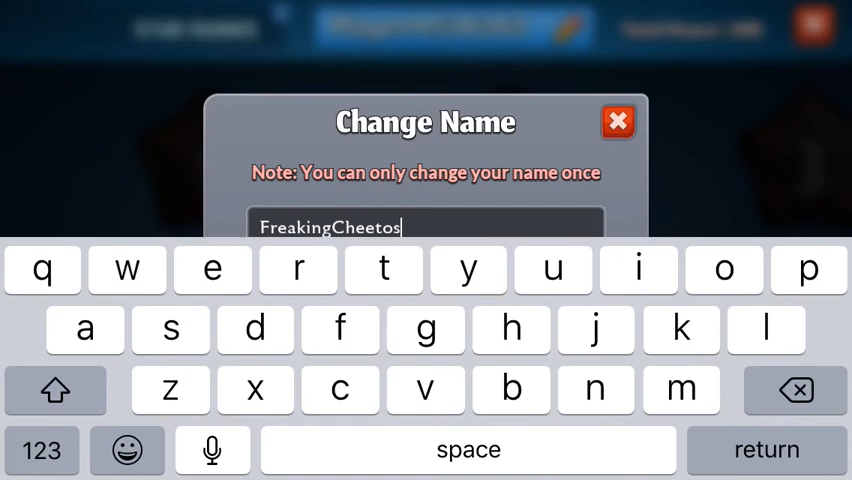 Change Name
Note: You can only change your name once
FreakingCheetos
q w e r t y u i o p
a s d f g h j k l
z x c v b n m
123 space return